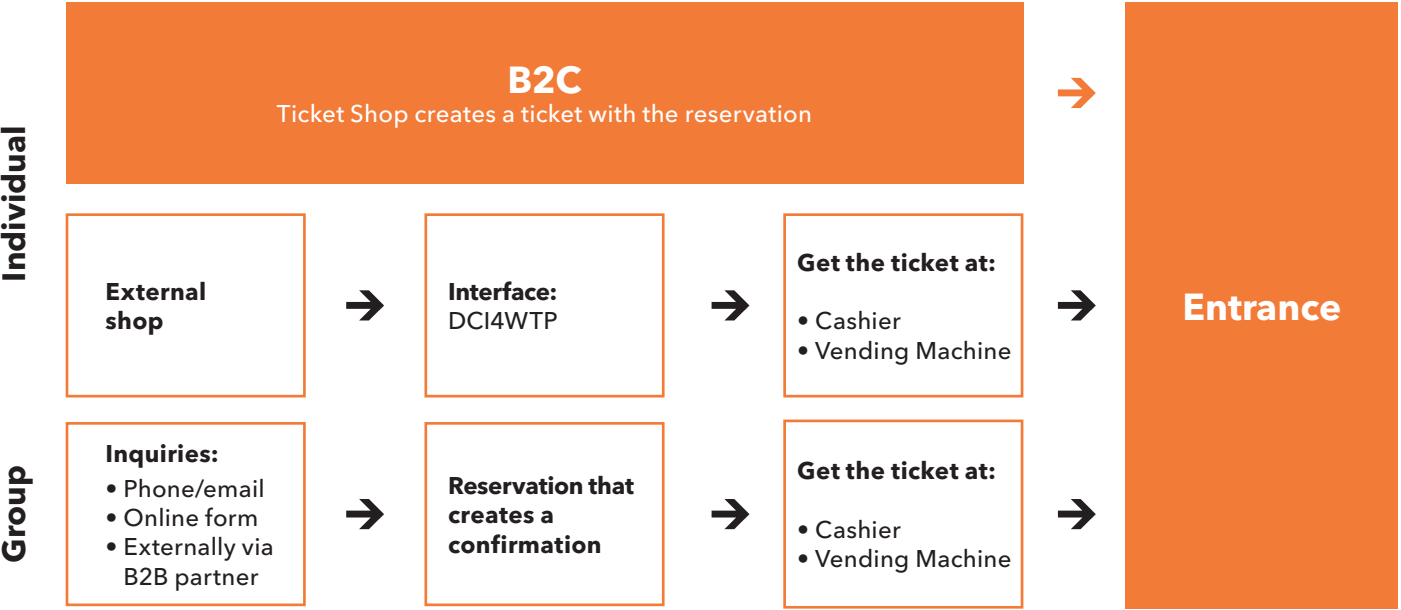 Individual
B2C
Ticket Shop creates a ticket with the reservation
External
shop
Interface:
DCI4WTP
Get the ticket at:
• Cashier
• Vending Machine
Entrance
Group
Inquiries:
• Phone/email
• Online form
• Externally via
B2B partner
Reservation that
creates a
confirmation
Get the ticket at:
• Cashier
• Vending Machine